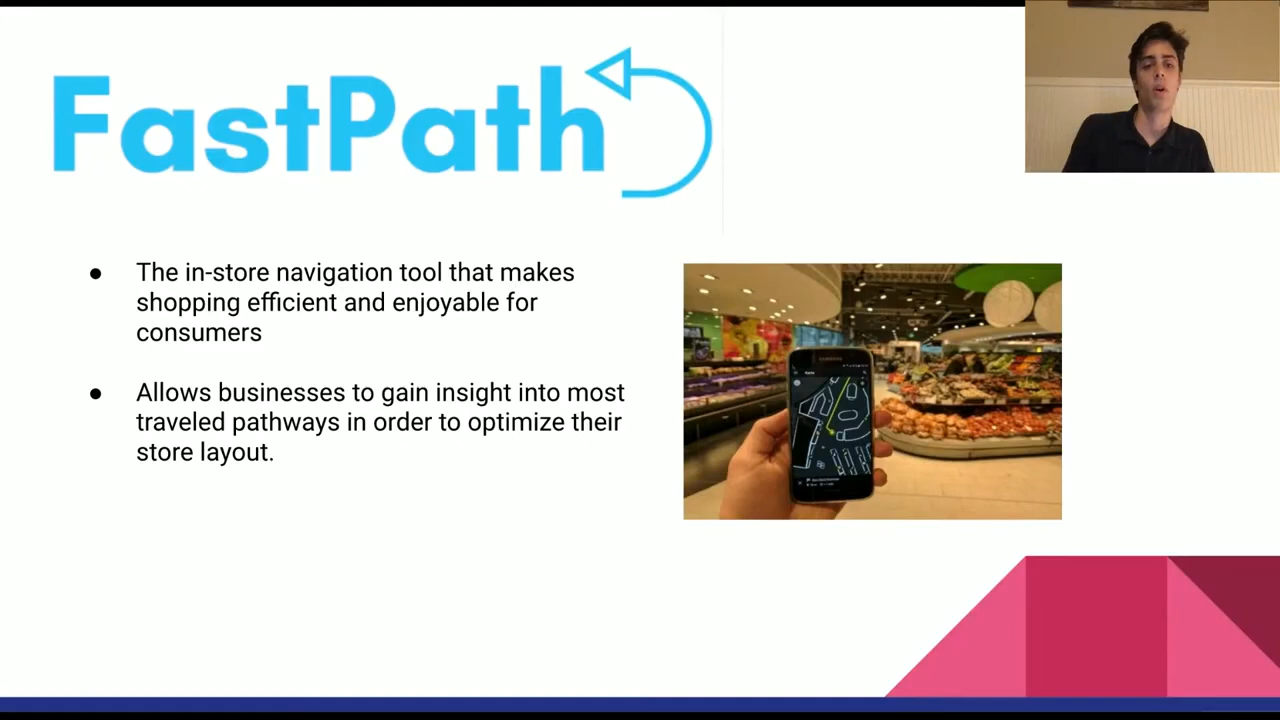 FastPath
● The in-store navigation tool that makes
shopping efficient and enjoyable for
consumers
● Allows businesses to gain insight into most
traveled pathways in order to optimize their
store layout.
SAMSUNG